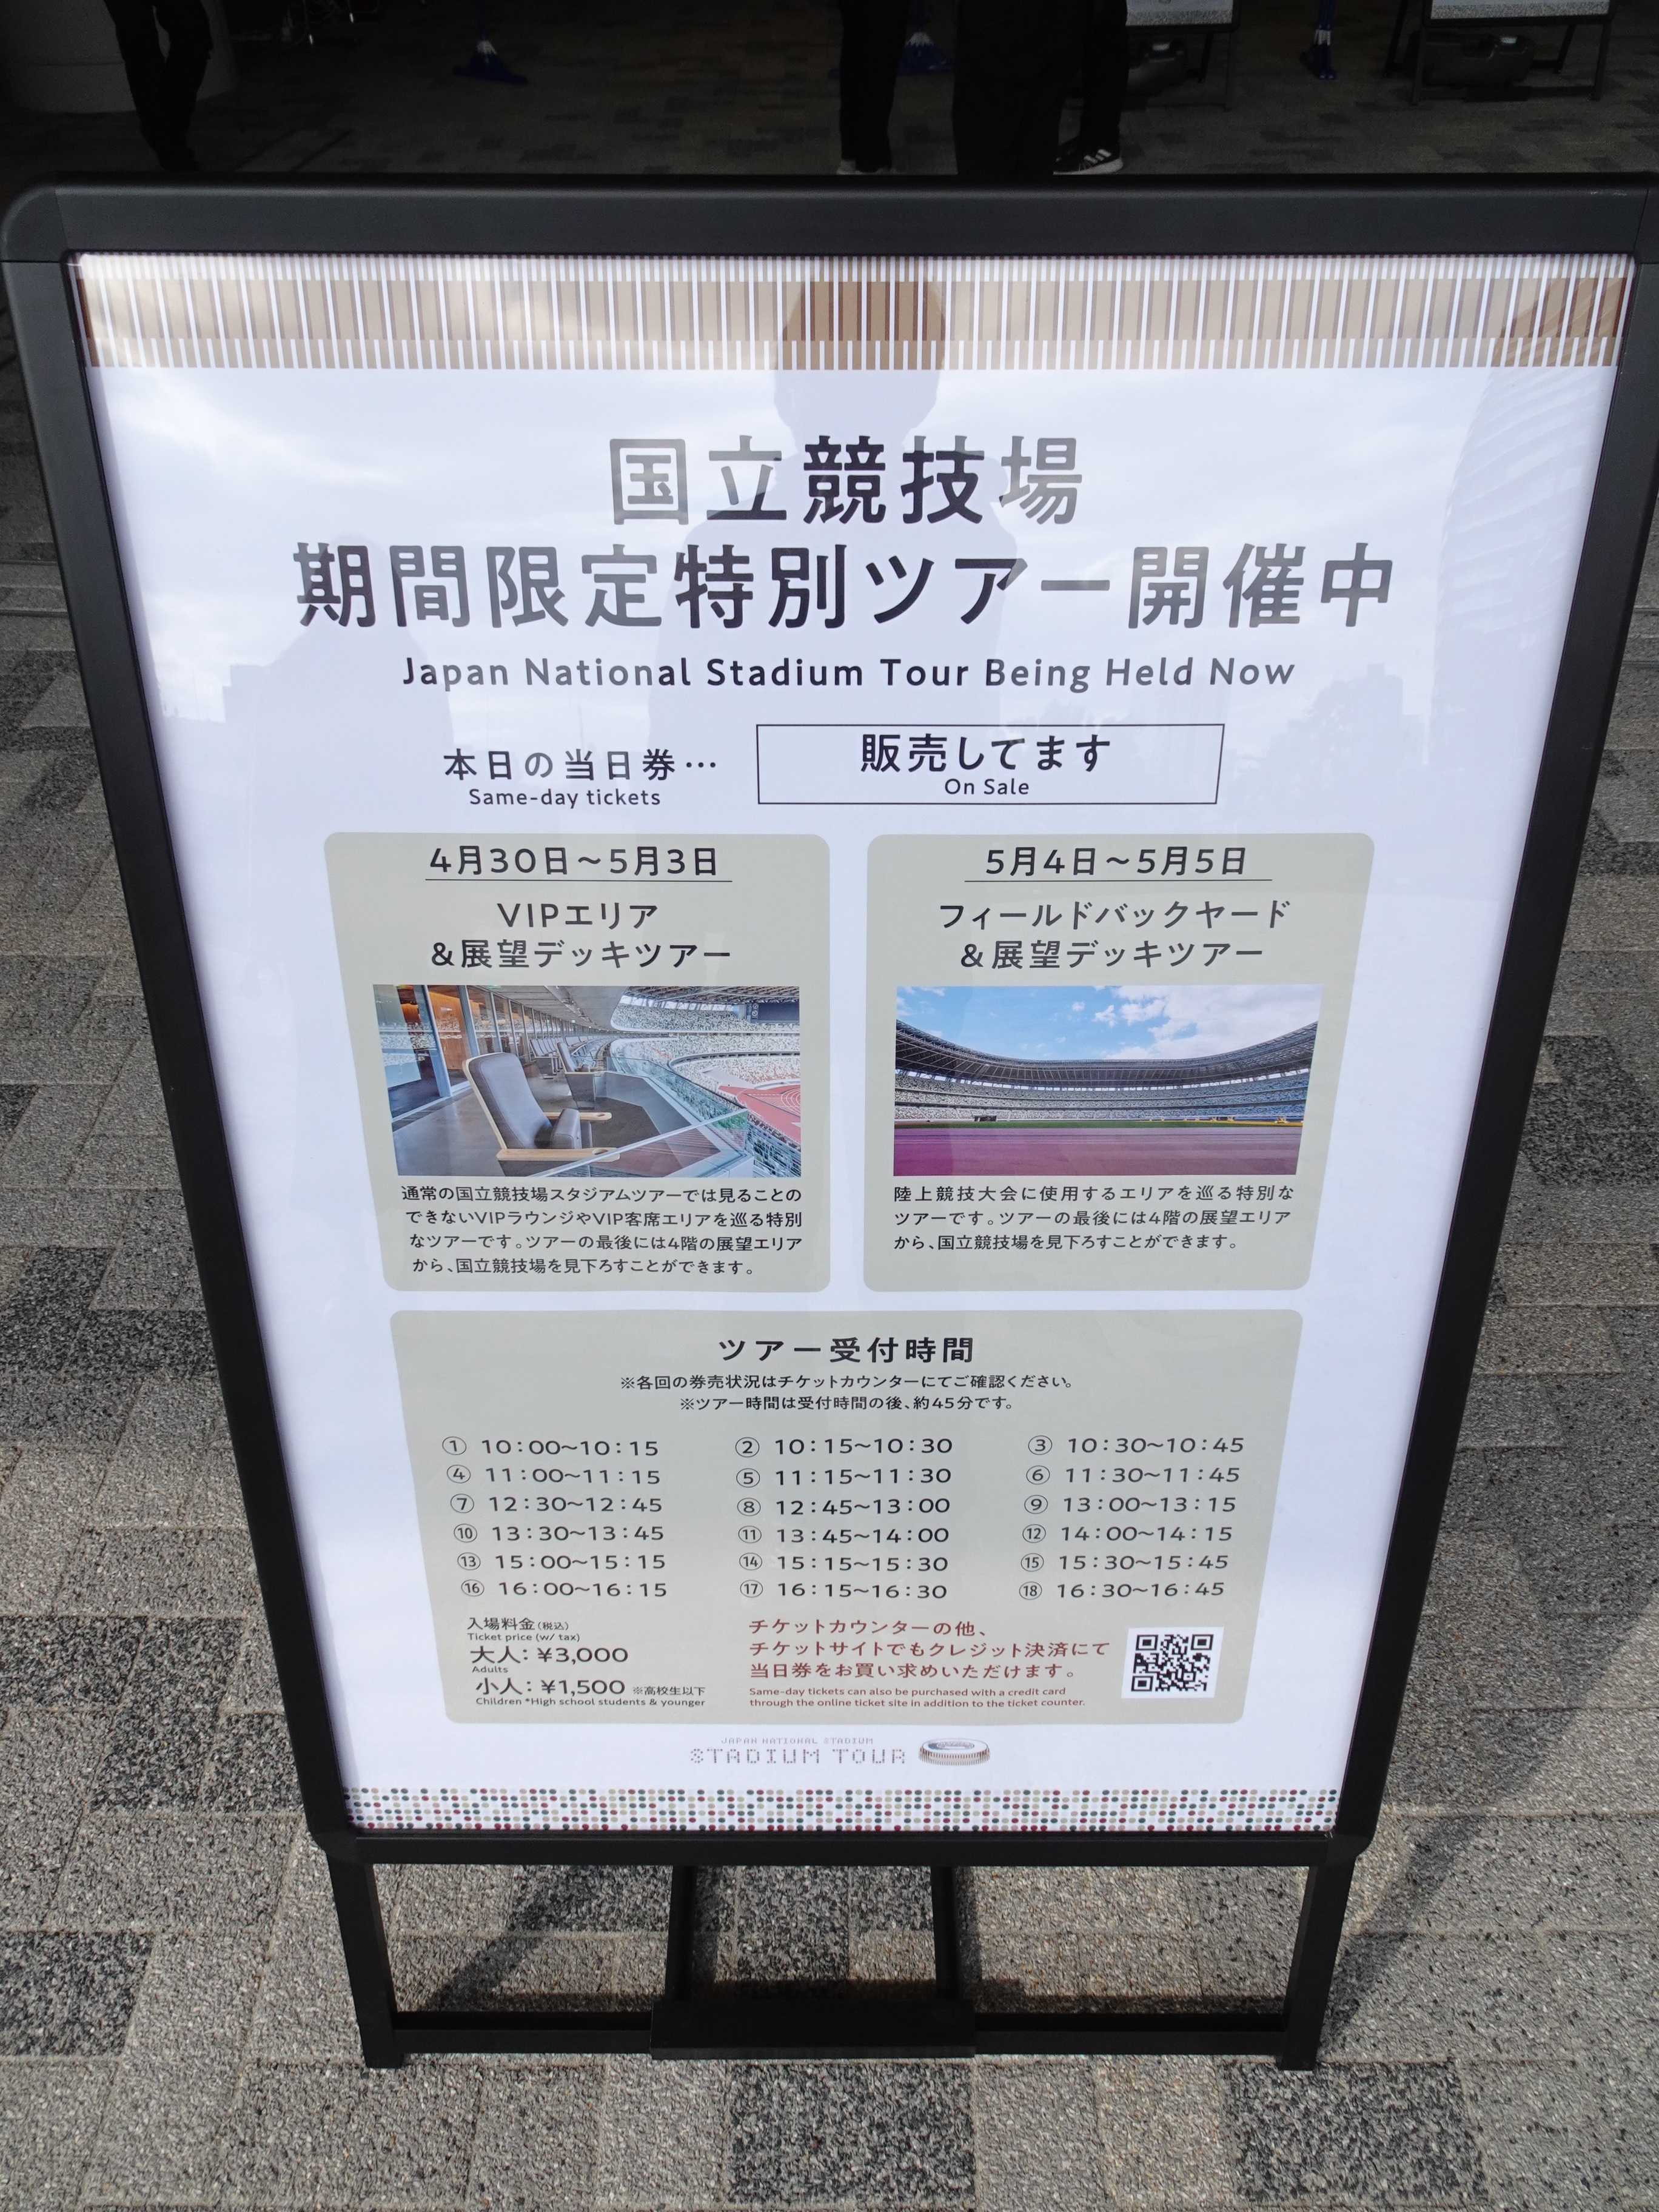 国立競技場
期間限定特別ツアー開催中
Japan National Stadium Tour Being Held Now
本日の当日券… 販売してます
Same-day tickets On Sale
4月30日～5月3日
VIPエリア
&展望デッキツアー
通常の国立競技場スタジアムツアーでは見ることの
できないVIPラウンジやVIP客席エリアを巡る特別
なツアーです。ツアーの最後には4階の展望エリア
から、国立競技場を見下ろすことができます。
5月4日～5月5日
フィールドバックヤード
&展望デッキツアー
陸上競技大会に使用するエリアを巡る特別な
ツアーです。ツアーの最後には4階の展望エリア
から、国立競技場を見下ろすことができます。
ツアー受付時間
※各回の券売状況はチケットカウンターにてご確認ください。
※ツアー時間は受付時間の後、約45分です。
① 10：00～10：15 ② 10：15～10：30 ③ 10：30～10：45
④ 11：00～11：15 ⑤ 11：15～11：30 ⑥ 11：30～11：45
⑦ 12：30～12：45 ⑧ 12：45～13：00 ⑨ 13：00～13：15
⑩ 13：30～13：45 ⑪ 13：45～14：00 ⑫ 14：00～14：15
⑬ 15：00～15：15 ⑭ 15：15～15：30 ⑮ 15：30～15：45
⑯ 16：00～16：15 ⑰ 16：15～16：30 ⑱ 16：30～16：45
入場料金(税込)
Ticket price (w/ tax)
大人：¥3,000
Adults
小人：¥1,500 ※高校生以下
Children *High school students & younger
チケットカウンターの他、
チケットサイトでもクレジット決済にて
当日券をお買い求めいただけます。
Same-day tickets can also be purchased with a credit card
through the online ticket site in addition to the ticket counter.
JAPAN NATIONAL STADIUM
STADIUM TOUR